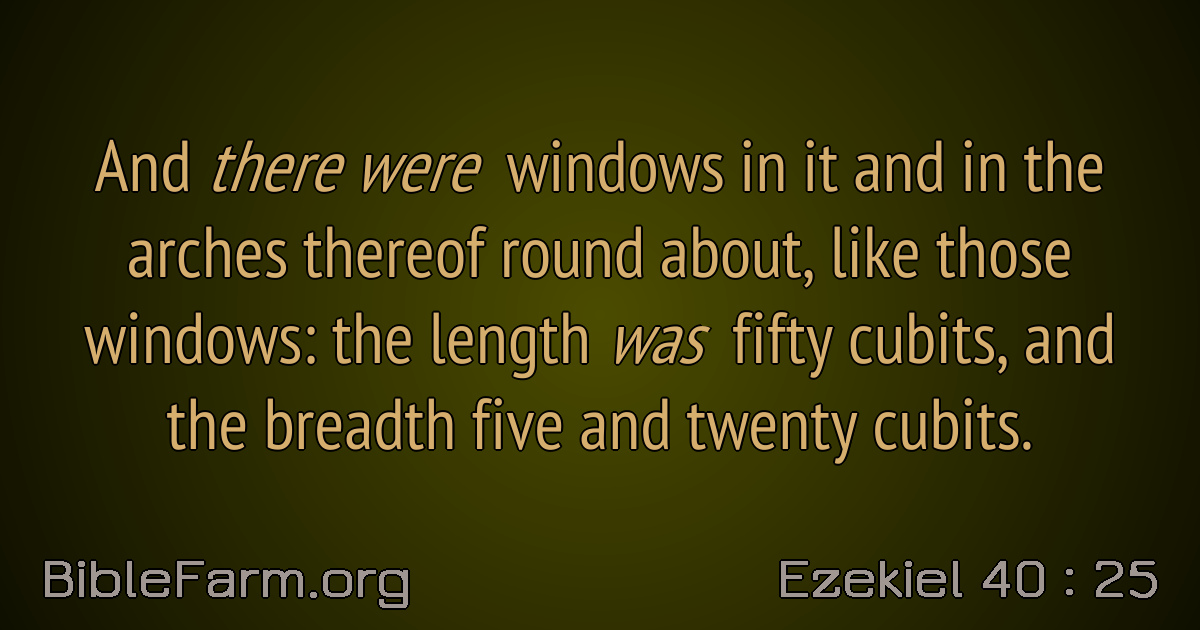 And there were windows in it and in the
arches thereof round about, like those
windows: the length was fifty cubits, and
the breadth five and twenty cubits.
BibleFarm.org
Ezekiel 40 : 25